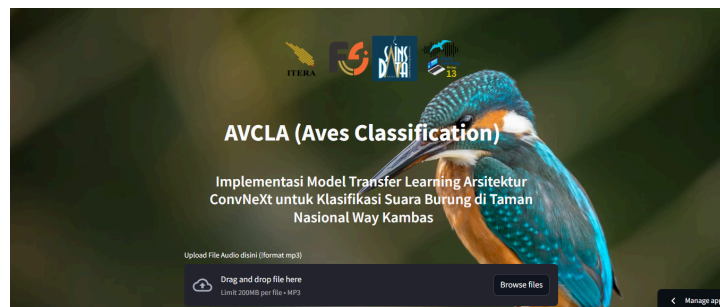 ITERA
SAINS
DATA
13
AVCLA (Aves Classification)
Implementasi Model Transfer Learning Arsitektur
ConvNeXt untuk Klasifikasi Suara Burung di Taman
Nasional Way Kambas
Upload File Audio disini (!format mp3)
Drag and drop file here
Limit 200MB per file • MP3
Browse files
Manage app